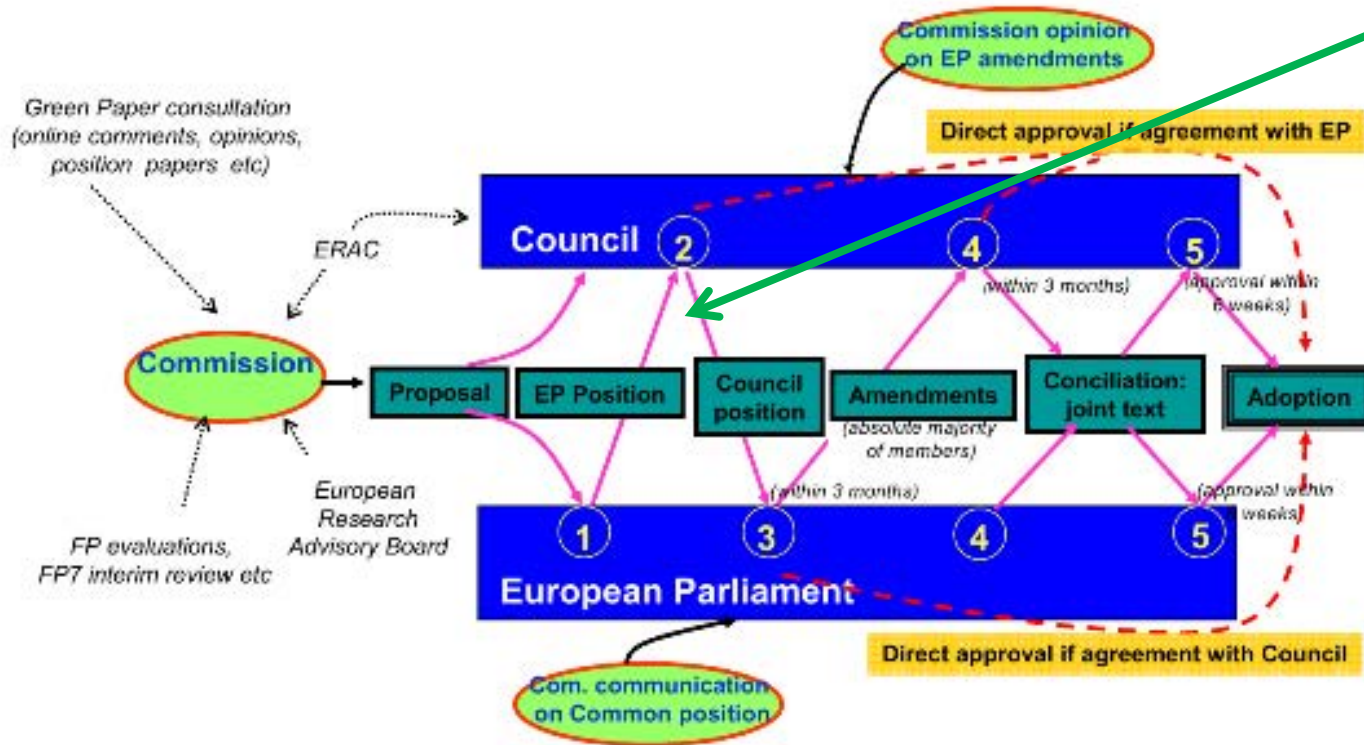 Commission opinion
on EP amendments
Green Paper consultation
(online comments, opinions,
position papers etc)
Direct approval if agreement with EP
ERAC
Council
2
4
5
(within 3 months)
(approval within
6 weeks)
Commission
Proposal
EP Position
Council
position
Amendments
(absolute majority
of members)
Conciliation:
joint text
Adoption
European
Research
Advisory Board
FP evaluations,
FP7 interim review etc
(within 3 months)
(approval within
weeks)
1
3
4
5
European Parliament
Direct approval if agreement with Council
Com. communication
on Common position